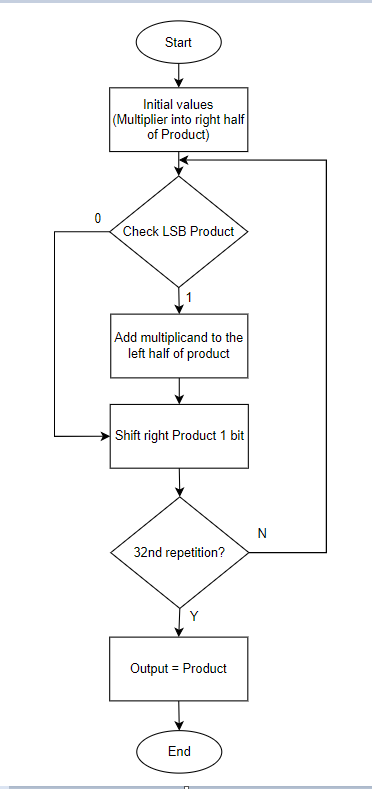 Start
Initial values
(Multiplier into right half
of Product)
0
Check LSB Product
1
Add multiplicand to the
left half of product
Shift right Product 1 bit
N
32nd repetition?
Y
Output = Product
End